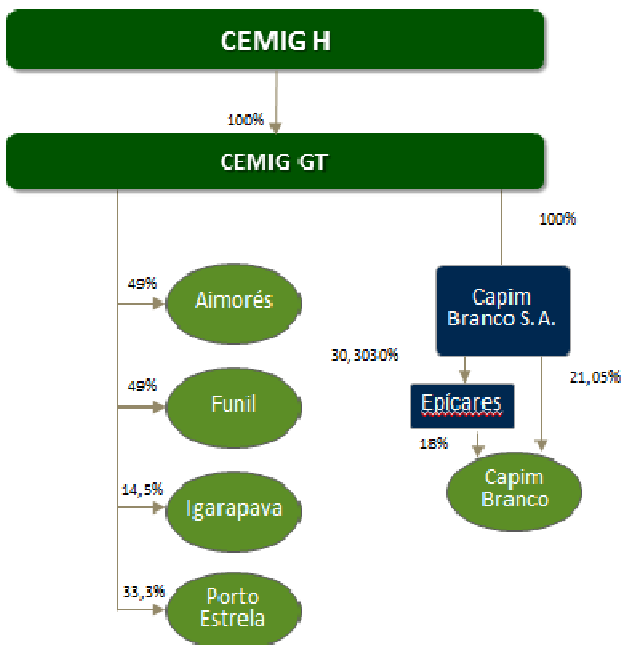 CEMIG H
100%
CEMIG GT
100%
49%
Aimorés
Capim
Branco S. A.
30,3030%
21,05%
49%
Funil
Epícares
18%
14,5%
Igarapava
Capim
Branco
33,3%
Porto
Estrela